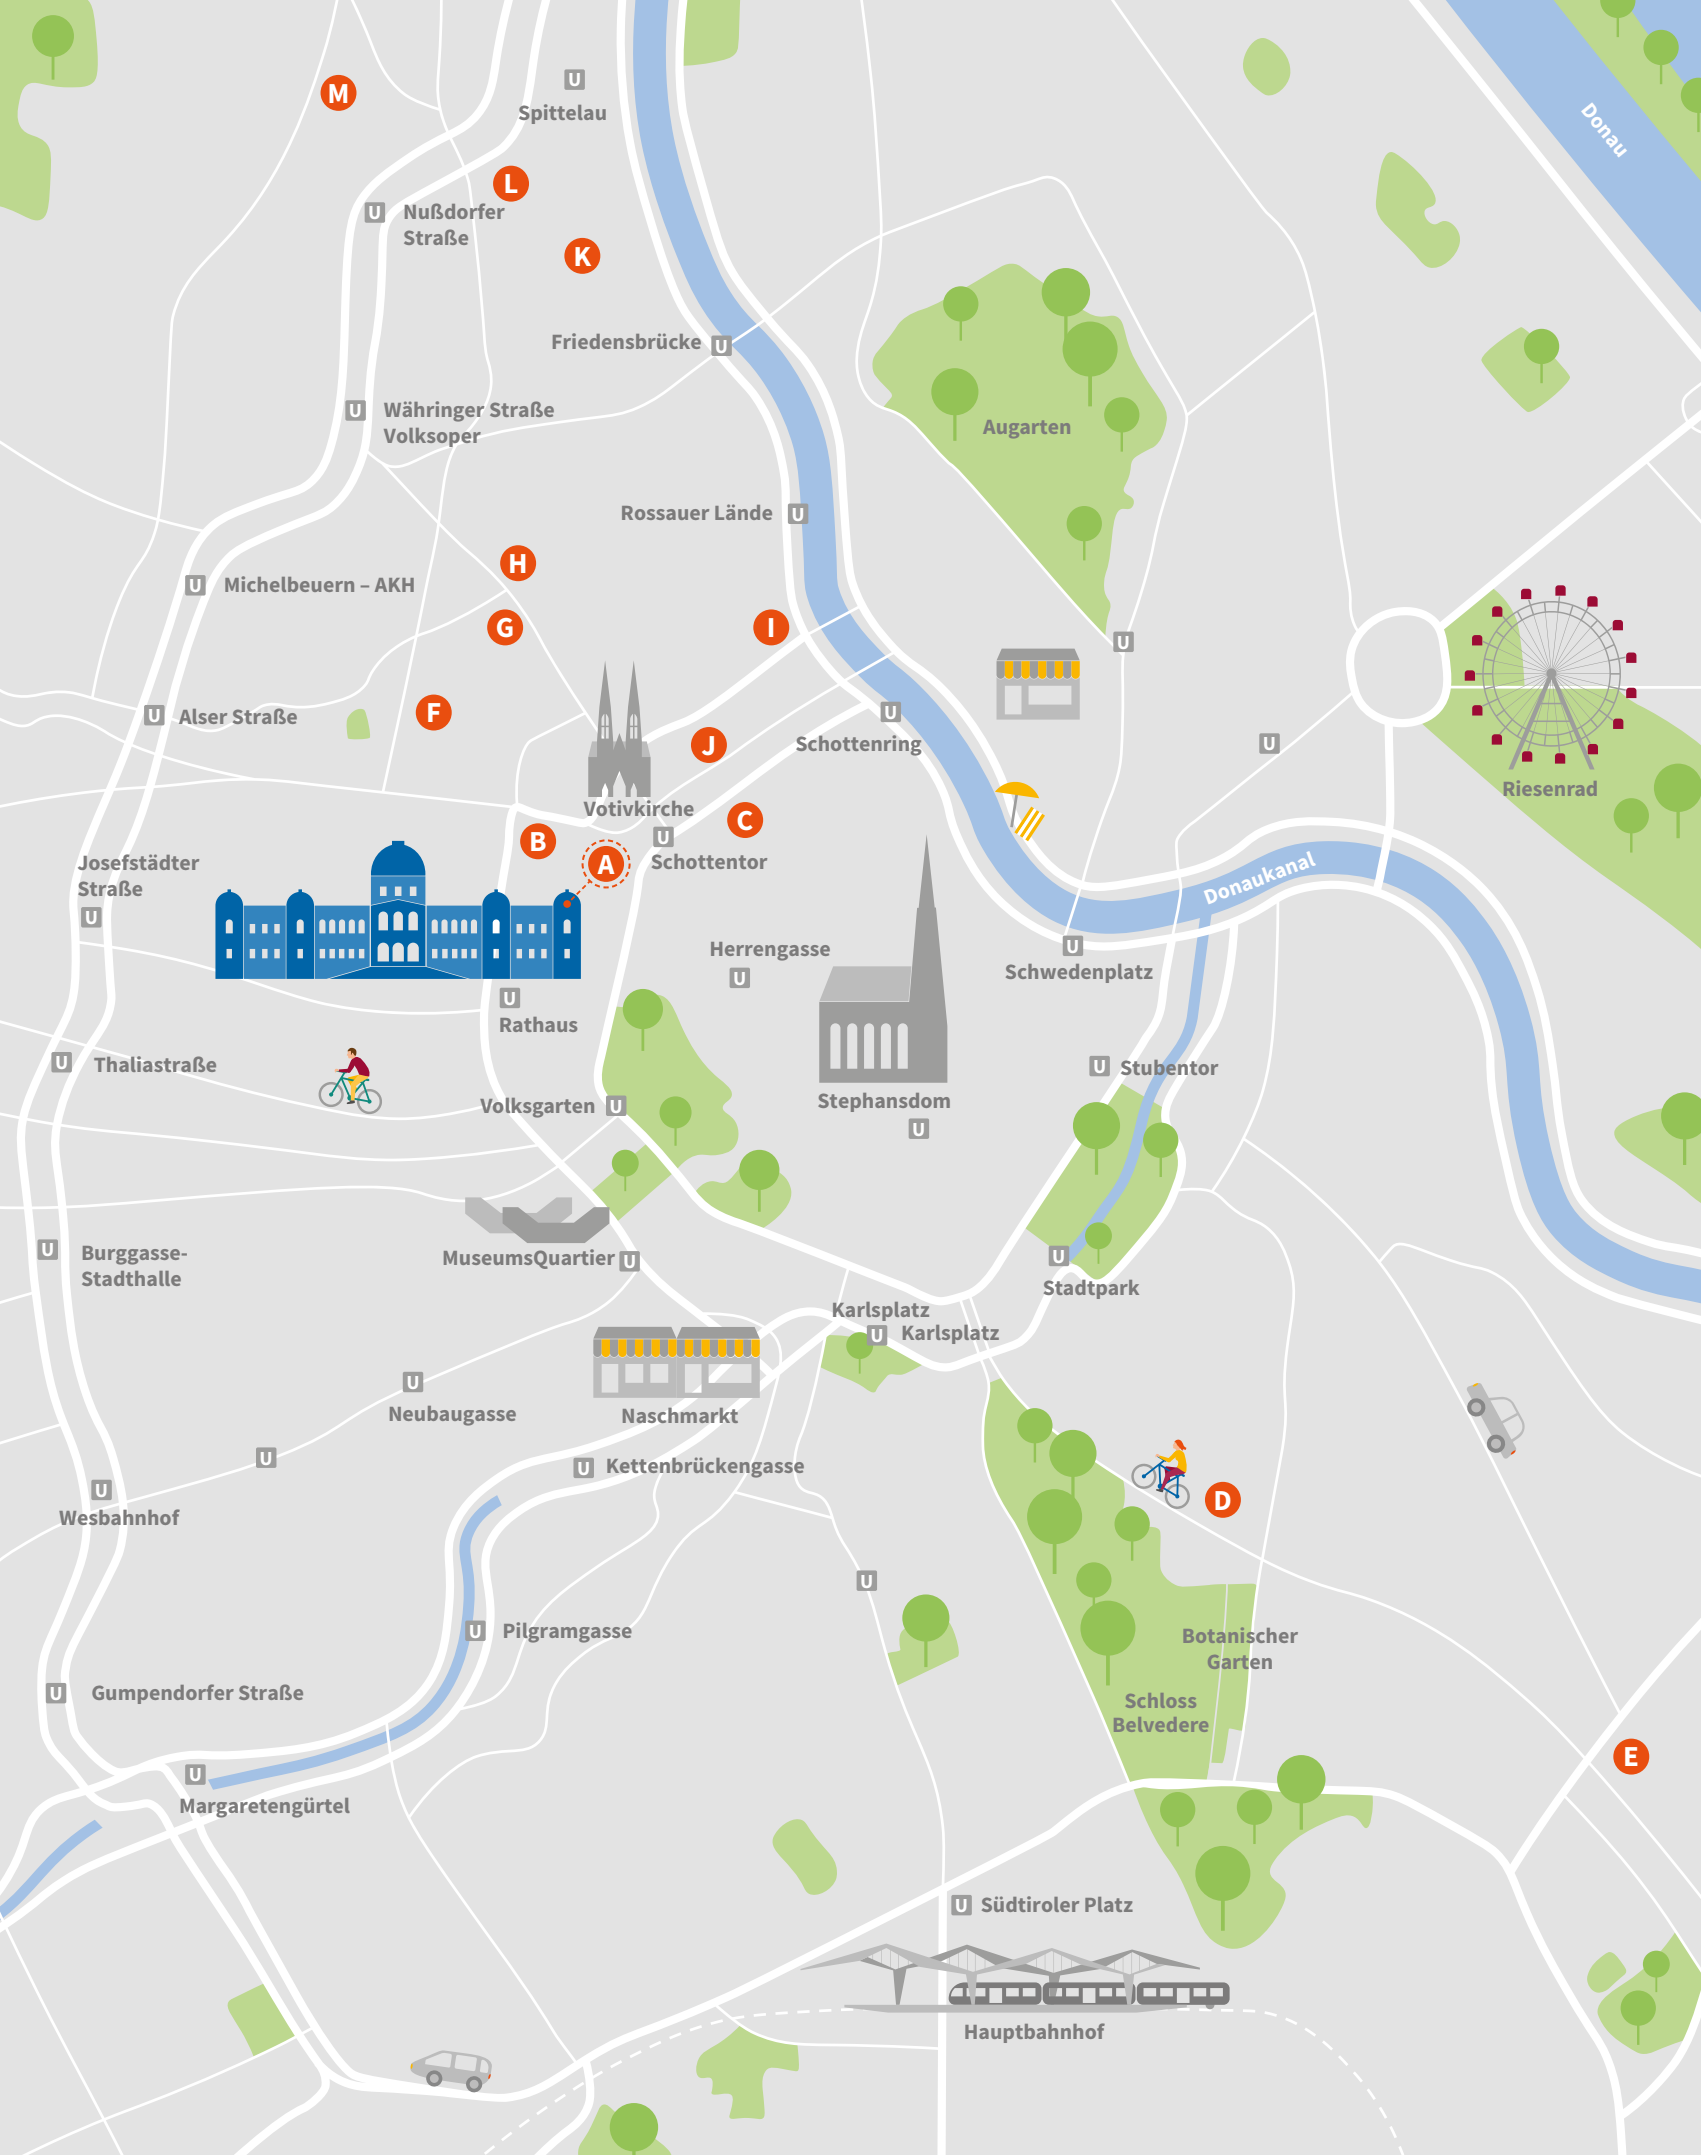 U
Spittelau
M
Donau
L
U
Nußdorfer
Straße
K
Friedensbrücke U
U
Währinger Straße
Volksoper
Augarten
Rossauer Lände U
H
U
Michelbeuern – AKH
G
I
U
U
Alser Straße
F
U
Schottenring
J
U
Riesenrad
Votivkirche
C
B
U
Schottentor
A
Josefstädter
Straße
U
Donaukanal
Herrengasse
U
U
Schwedenplatz
U
Rathaus
U
Thaliastraße
U
Stubentor
Volksgarten U
Stephansdom
U
U
Burggasse-
Stadthalle
MuseumsQuartier U
U
Stadtpark
Karlsplatz
U Karlsplatz
U
Neubaugasse
Naschmarkt
U
U
Kettenbrückengasse
U
Wesbahnhof
D
U
U
Pilgramgasse
Botanischer
Garten
U
Gumpendorfer Straße
Schloss
Belvedere
E
U
Margaretengürtel
U Südtiroler Platz
Hauptbahnhof